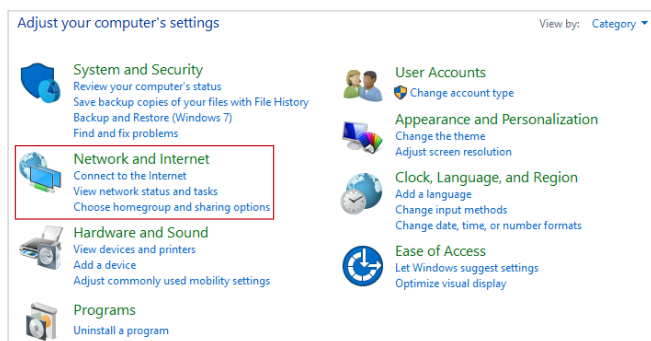 Adjust your computer's settings
View by: Category
System and Security
Review your computer's status
Save backup copies of your files with File History
Backup and Restore (Windows 7)
Find and fix problems
Network and Internet
Connect to the Internet
View network status and tasks
Choose homegroup and sharing options
Hardware and Sound
View devices and printers
Add a device
Adjust commonly used mobility settings
Programs
Uninstall a program
User Accounts
Change account type
Appearance and Personalization
Change the theme
Adjust screen resolution
Clock, Language, and Region
Add a language
Change input methods
Change date, time, or number formats
Ease of Access
Let Windows suggest settings
Optimize visual display